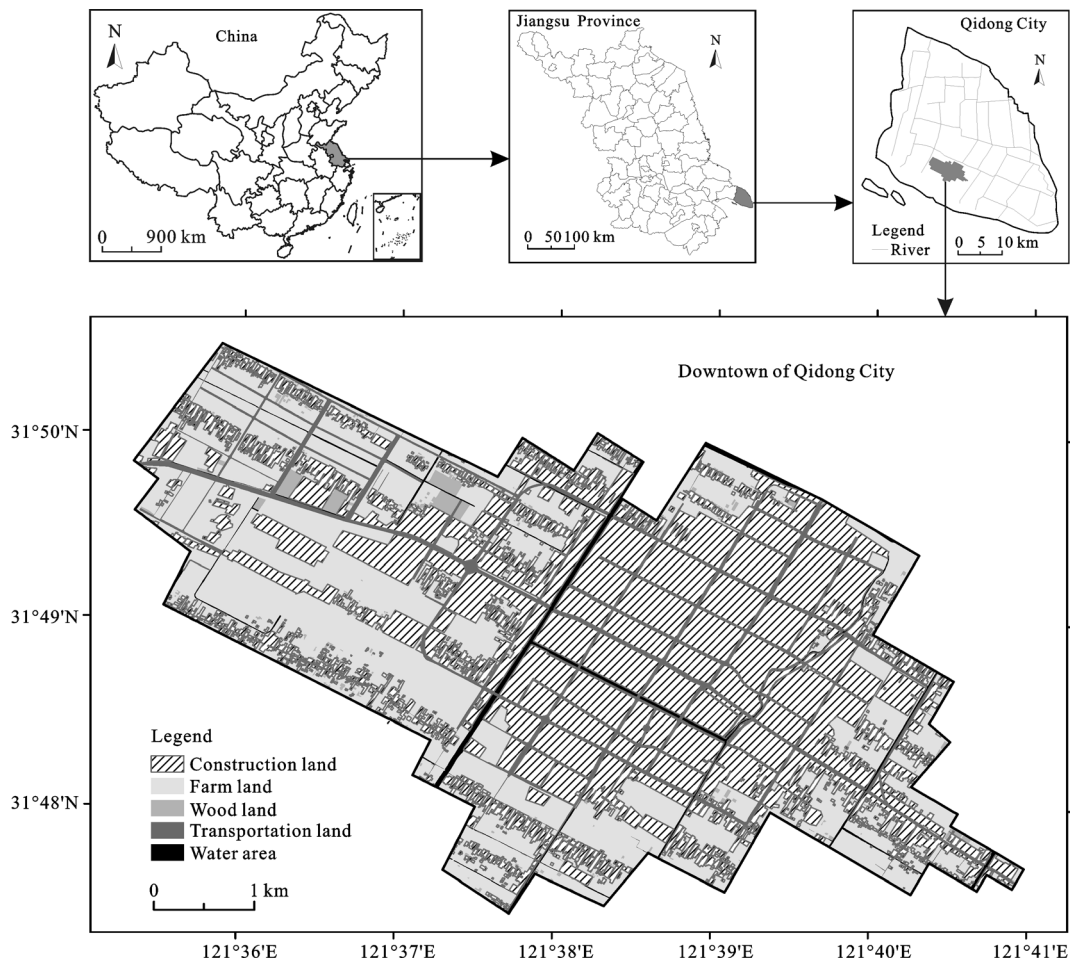 N
China
0 900 km
Jiangsu Province
N
0 50 100 km
Qidong City
N
Legend
River
0 5 10 km
Downtown of Qidong City
31°50'N
31°49'N
31°48'N
Legend
Construction land
Farm land
Wood land
Transportation land
Water area
0 1 km
121°36'E 121°37'E 121°38'E 121°39'E 121°40'E 121°41'E